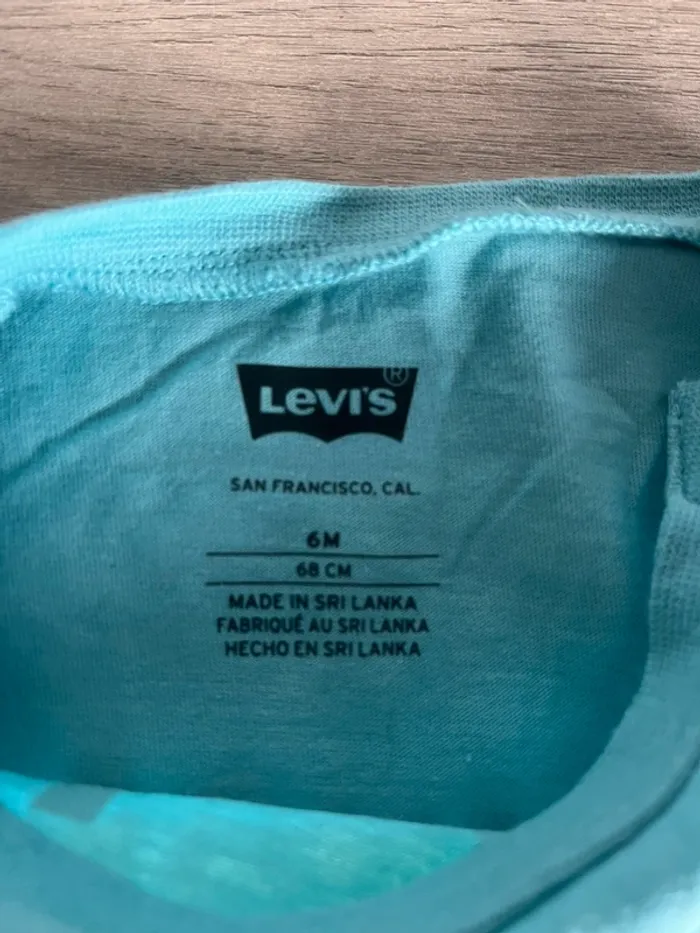 Levi's ®
SAN FRANCISCO, CAL.
6M
68 CM
MADE IN SRI LANKA
FABRIQUÉ AU SRI LANKA
HECHO EN SRI LANKA